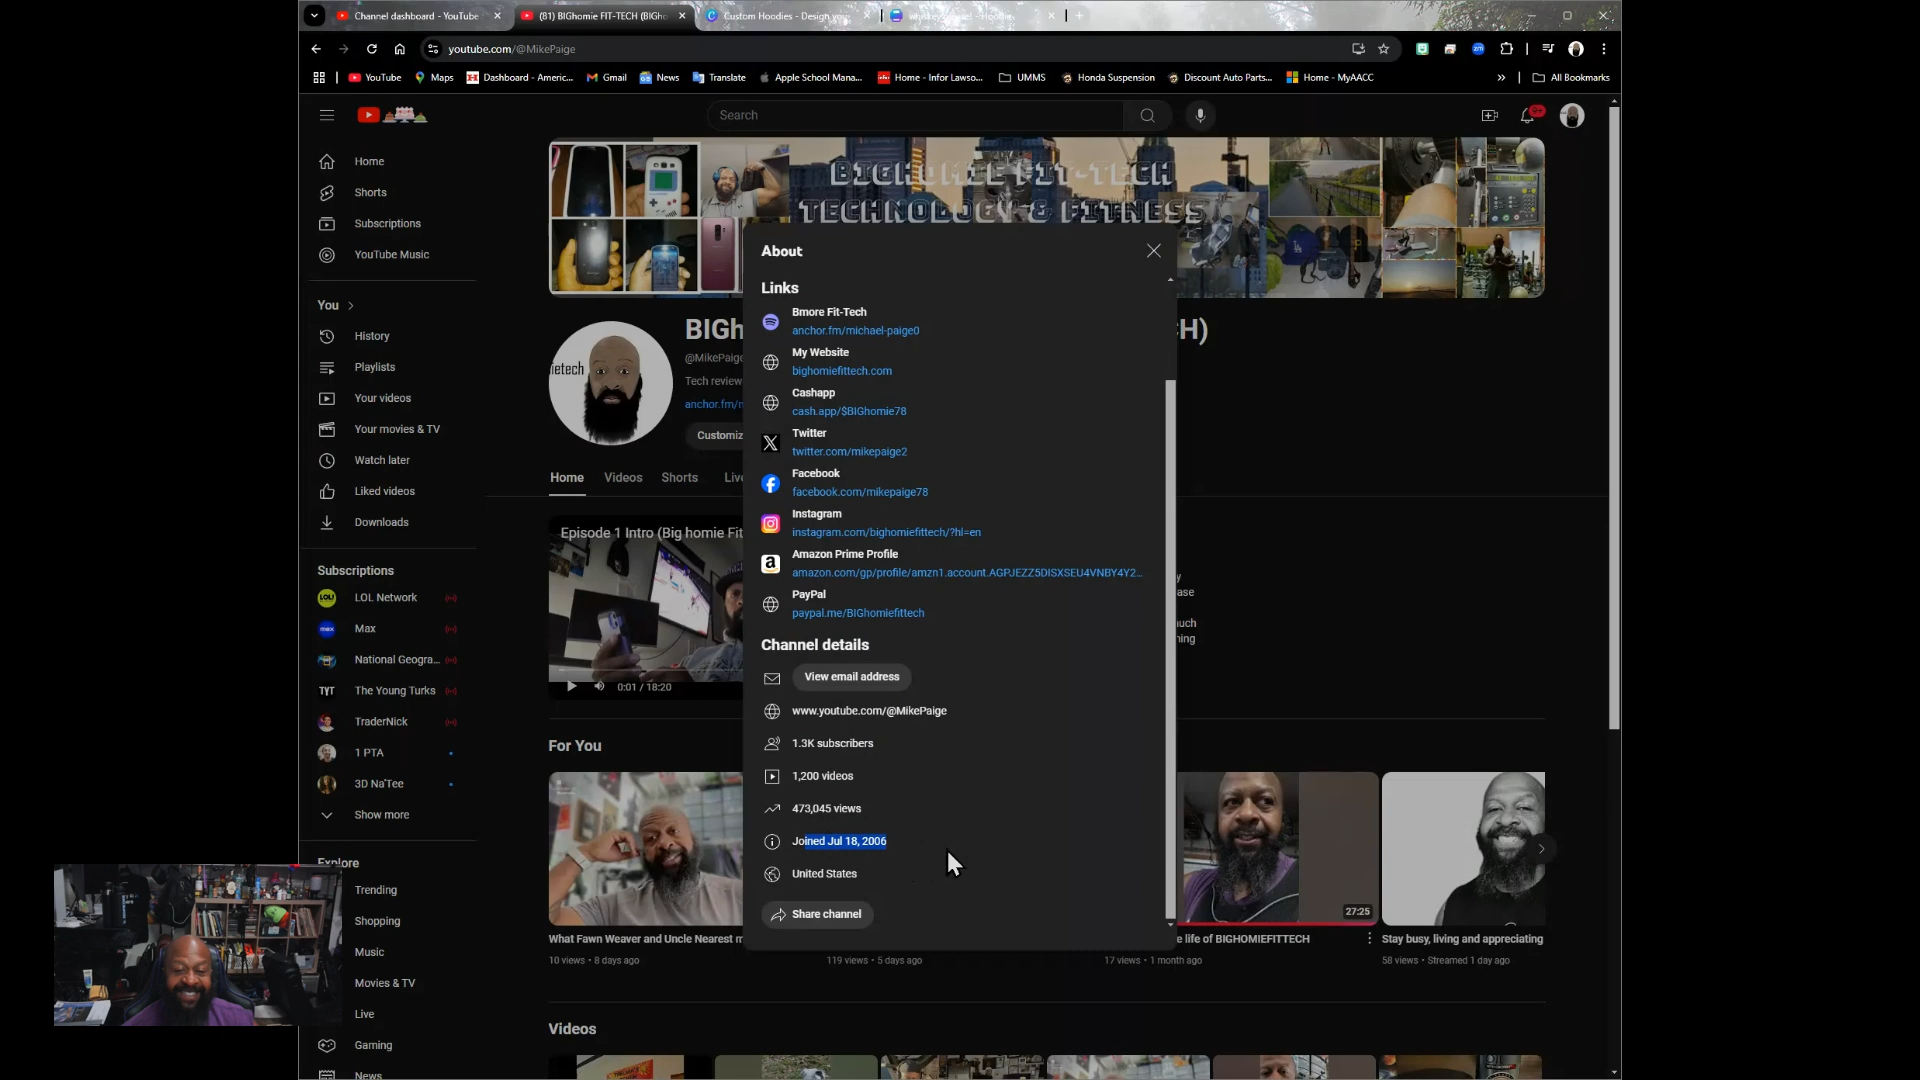 Channel dashboard - YouTube
(81) BIGhomie FIT-TECH (BIGho
Custom Hoodies - Design your
youtube.com/@MikePaige
YouTube
Maps
Dashboard - Americ...
Gmail
News
Translate
Apple School Mana...
Home - Infor Lawso...
UMMS
Honda Suspension
Discount Auto Parts...
Home - MyAACC
All Bookmarks
Search
9+
Home
Shorts
Subscriptions
YouTube Music
You
History
Playlists
Your videos
Your movies & TV
Watch later
Liked videos
Downloads
Subscriptions
LOL Network
Max
National Geogra...
The Young Turks
TraderNick
1 PTA
3D Na'Tee
Show more
Explore
Trending
Shopping
Music
Movies & TV
Live
Gaming
News
BIGHOMIE FIT-TECH
TECHNOLOGY & FITNESS
ietech
BIGh
CH)
@MikePaige
Tech review
anchor.fm/m
Customiz
Home
Videos
Shorts
Live
Episode 1 Intro (Big homie Fit
0:01 / 18:20
y
ase
uch
ning
About
Links
Bmore Fit-Tech
anchor.fm/michael-paige0
My Website
bighomiefittech.com
Cashapp
cash.app/$BIGhomie78
Twitter
twitter.com/mikepaige2
Facebook
facebook.com/mikepaige78
Instagram
instagram.com/bighomiefittech/?hl=en
Amazon Prime Profile
amazon.com/gp/profile/amzn1.account.AGPJEZZ5DISXSEU4VNBY4Y2...
PayPal
paypal.me/BIGhomiefittech
Channel details
View email address
www.youtube.com/@MikePaige
1.3K subscribers
1,200 videos
473,045 views
Joined Jul 18, 2006
United States
Share channel
For You
What Fawn Weaver and Uncle Nearest m
10 views • 8 days ago
119 views • 5 days ago
27:25
e life of BIGHOMIEFITTECH
17 views • 1 month ago
Stay busy, living and appreciating
58 views • Streamed 1 day ago
Videos